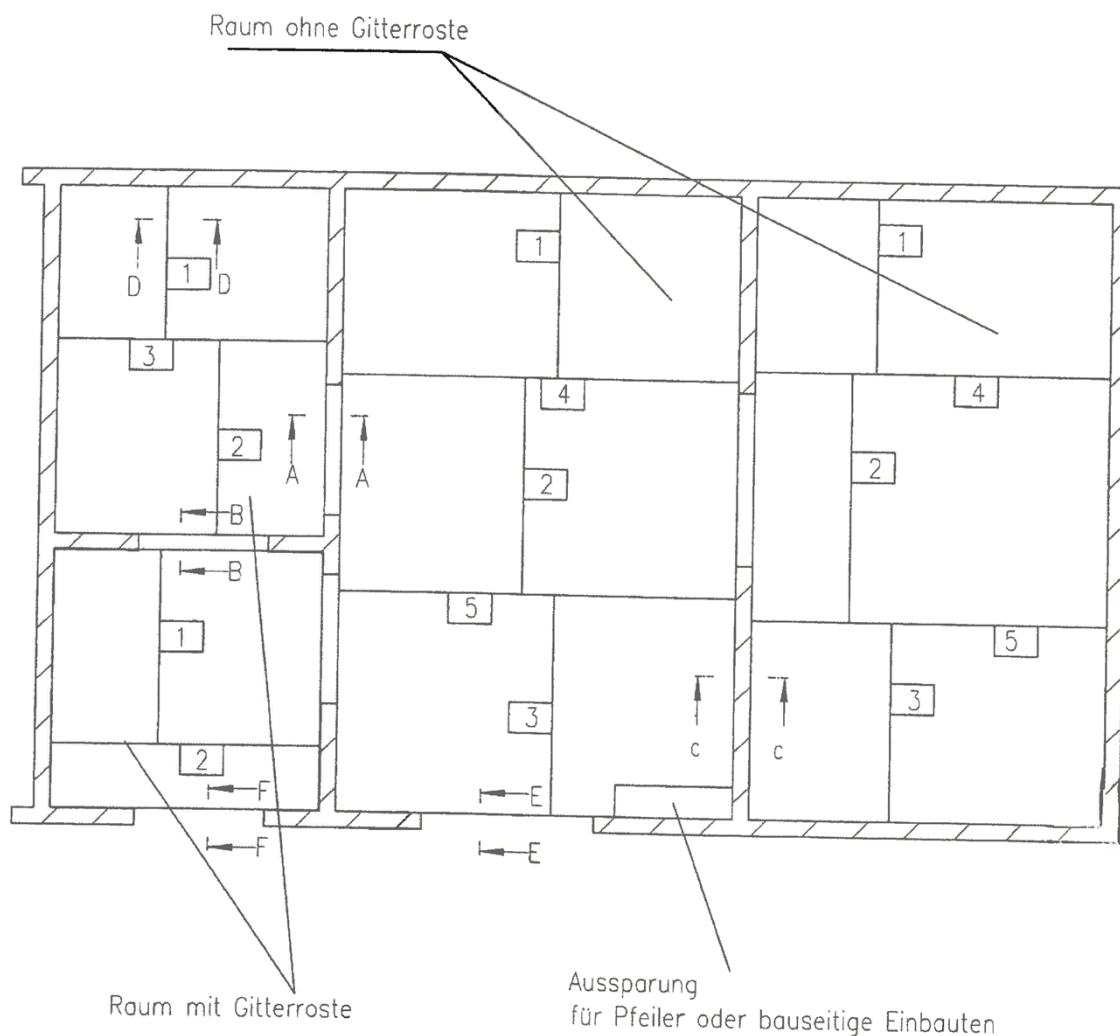 Raum ohne Gitterroste
1
1
1
D
D
3
4
4
2
A
A
2
2
B
B
5
5
1
3
3
c
c
2
F
E
F
E
Raum mit Gitterroste
Aussparung
für Pfeiler oder bauseitige Einbauten